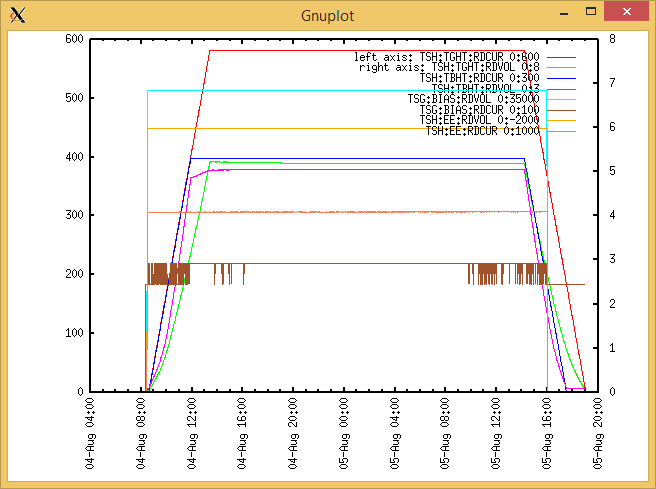 Gnuplot
600
8
left axis: TSH:TGHT:RDCUR 0:600
right axis: TSH:TGHT:RDVOL 0:8
TSH:TBHT:RDCUR 0:300
TSH:TBHT:RDVOL 0:3
TSG:BIAS:RDVOL 0:35000
TSG:BIAS:RDCUR 0:100
TSH:EE:RDVOL 0:-2000
TSH:EE:RDCUR 0:1000
7
500
6
400
5
300
4
3
200
2
100
1
0
0
04-Aug 04:00
04-Aug 08:00
04-Aug 12:00
04-Aug 16:00
04-Aug 20:00
05-Aug 00:00
05-Aug 04:00
05-Aug 08:00
05-Aug 12:00
05-Aug 16:00
05-Aug 20:00